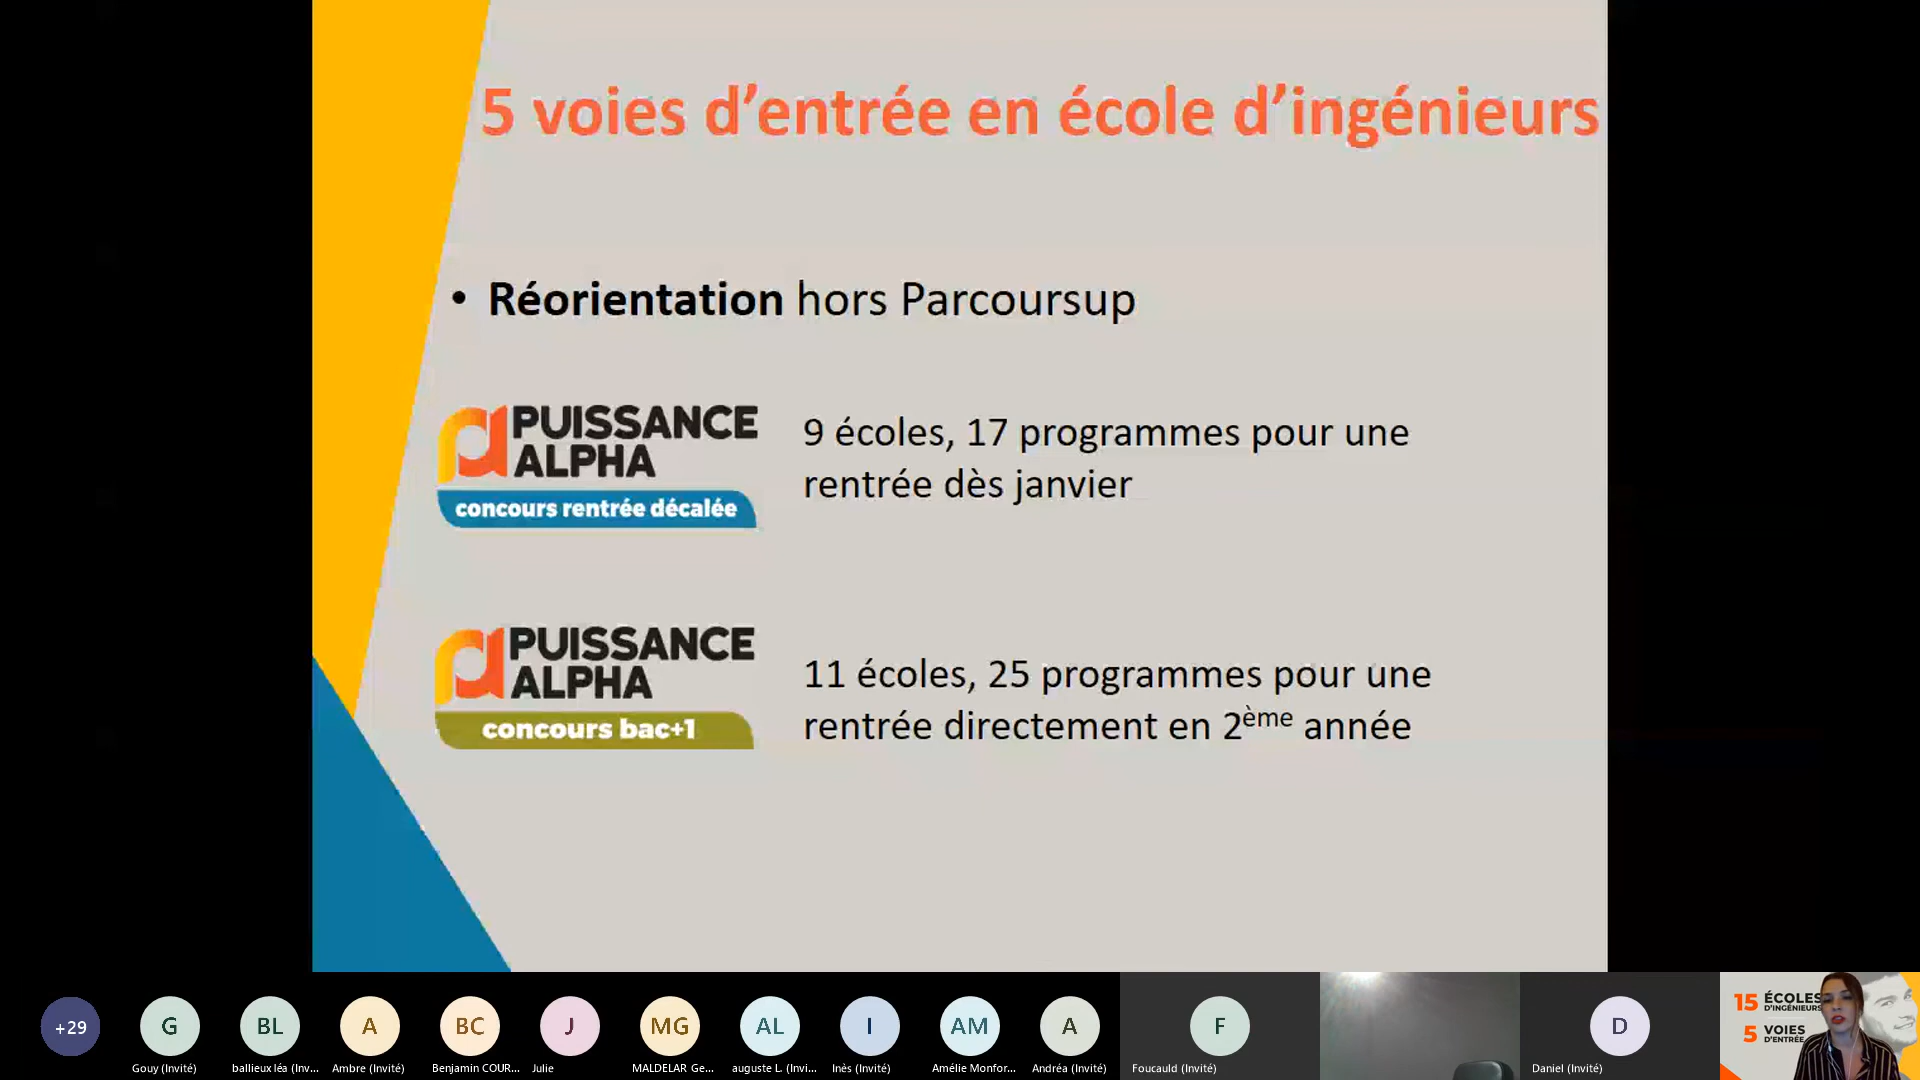 5 voies d’entrée en école d’ingénieurs
• Réorientation hors Parcoursup
PUISSANCE
ALPHA
concours rentrée décalée
9 écoles, 17 programmes pour une
rentrée dès janvier
PUISSANCE
ALPHA
concours bac+1
11 écoles, 25 programmes pour une
rentrée directement en 2ème année
+29
G
BL
A
BC
J
MG
AL
I
AM
A
F
D
Gouy (Invité)
ballieux léa (Inv...
Ambre (Invité)
Benjamin COUR...
Julie
MALDELAR Ge...
auguste L. (Invi...
Inès (Invité)
Amélie Monfor...
Andréa (Invité)
Foucauld (Invité)
Daniel (Invité)
15 ÉCOLES
D'INGÉNIEURS
5 VOIES
D'ENTRÉE